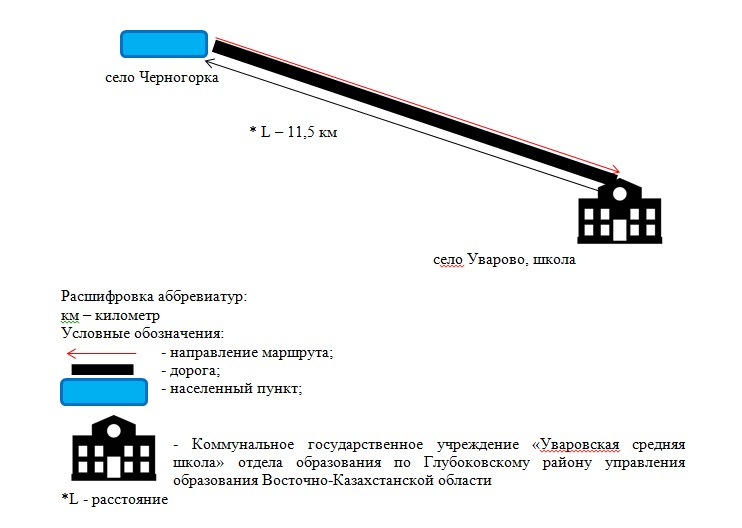 село Черногорка
* L – 11,5 км
село Уварово, школа
Расшифровка аббревиатур:
км – километр
Условные обозначения:
- направление маршрута;
- дорога;
- населенный пункт;
- Коммунальное государственное учреждение «Уваровская средняя
школа» отдела образования по Глубоковскому району управления
образования Восточно-Казахстанской области
*L - расстояние